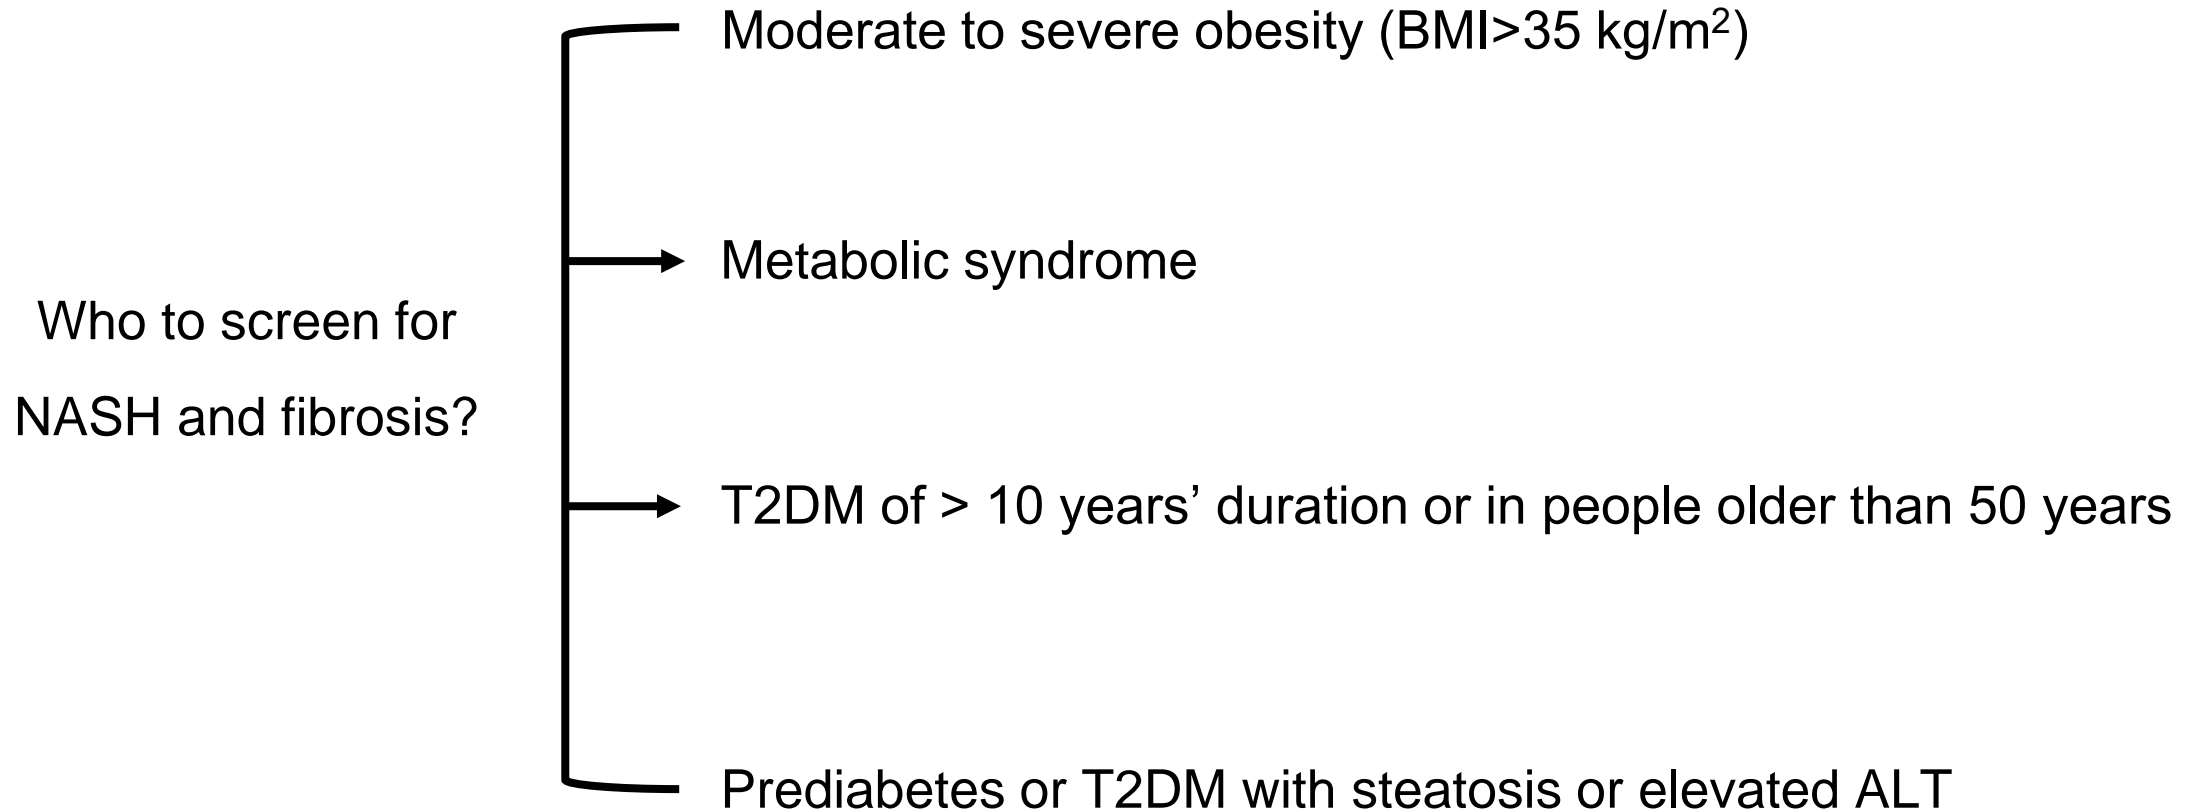 Who to screen for
NASH and fibrosis?
Moderate to severe obesity (BMI>35 kg/m²)
Metabolic syndrome
T2DM of > 10 years’ duration or in people older than 50 years
Prediabetes or T2DM with steatosis or elevated ALT